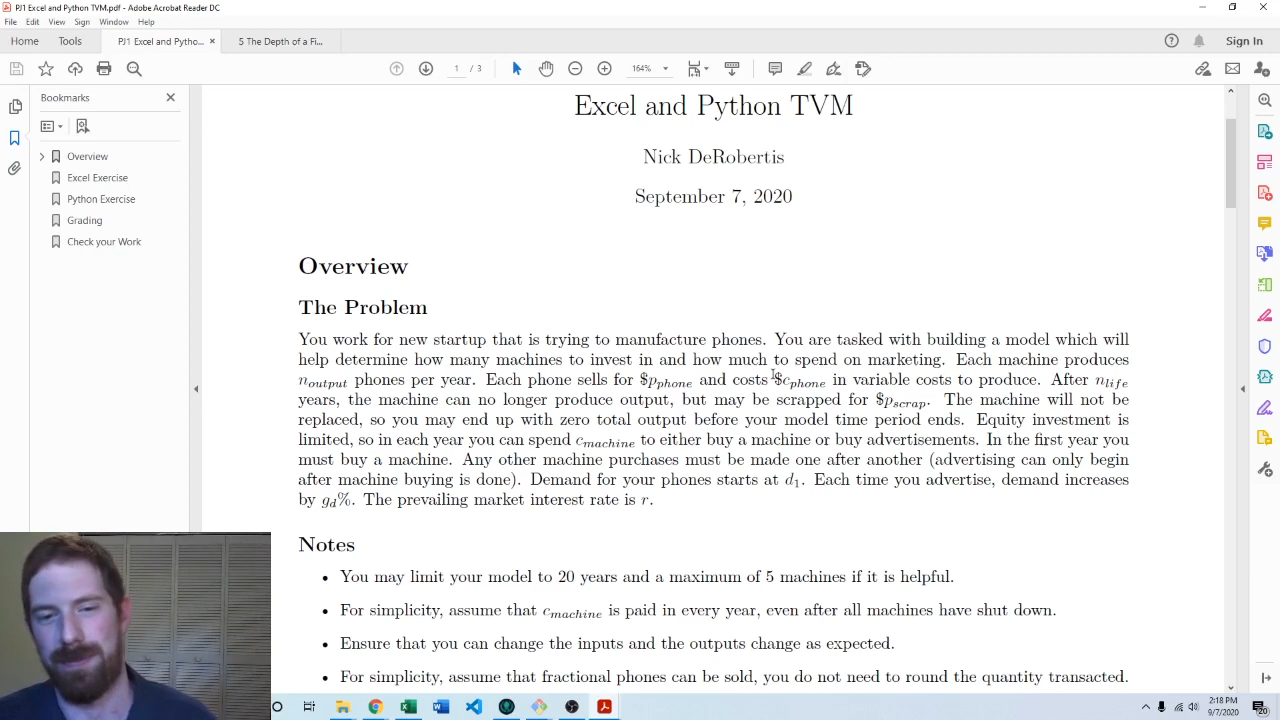 PJ1 Excel and Python TVM.pdf - Adobe Acrobat Reader DC
File Edit View Sign Window Help
Home Tools PJ1 Excel and Pytho... × 5 The Depth of a Fi... Sign In
1 / 3 164%
Bookmarks
Overview
Excel Exercise
Python Exercise
Grading
Check your Work
Excel and Python TVM
Nick DeRobertis
September 7, 2020
Overview
The Problem
You work for new startup that is trying to manufacture phones. You are tasked with building a model which will
help determine how many machines to invest in and how much to spend on marketing. Each machine produces
n_output phones per year. Each phone sells for $p_phone and costs $c_phone in variable costs to produce. After n_life
years, the machine can no longer produce output, but may be scrapped for $p_scrap. The machine will not be
replaced, so you may end up with zero total output before your model time period ends. Equity investment is
limited, so in each year you can spend c_machine to either buy a machine or buy advertisements. In the first year you
must buy a machine. Any other machine purchases must be made one after another (advertising can only begin
after machine buying is done). Demand for your phones starts at d_1. Each time you advertise, demand increases
by g_d%. The prevailing market interest rate is r.
Notes
• You may limit your model to 20 years and a maximum of 5 machines if it is helpful.
• For simplicity, assume that c_machine is paid in every year, even after all machines have shut down.
• Ensure that you can change the inputs and the outputs change as expected.
• For simplicity, assume that fractional phones can be sold, you do not need to round the quantity transacted.
2:18 PM
9/7/2020
20